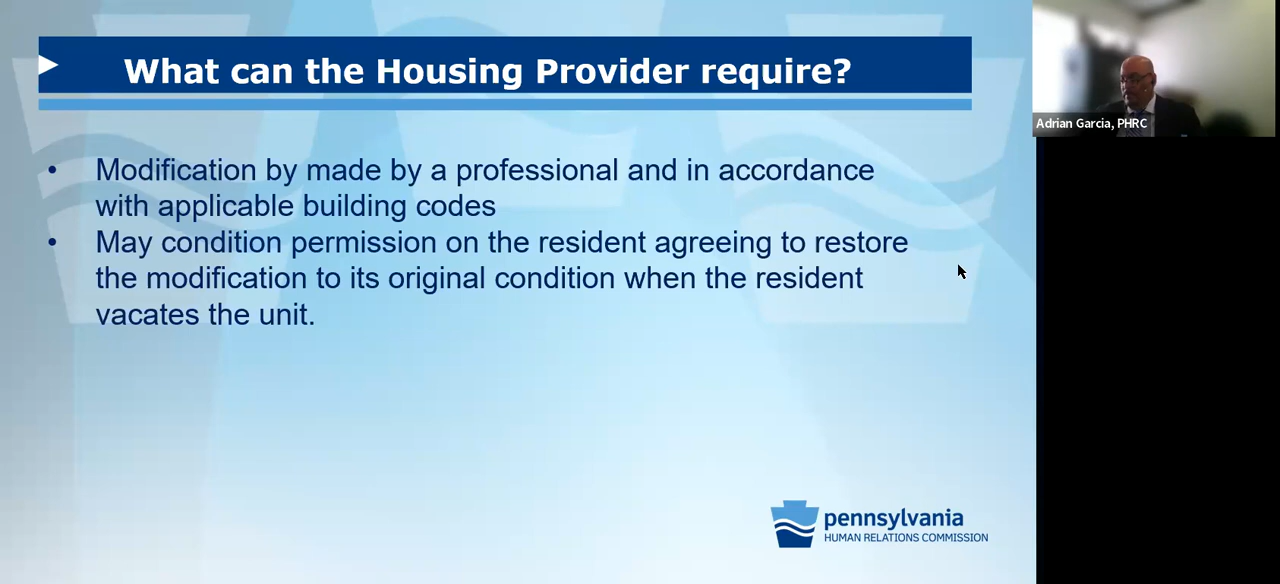 What can the Housing Provider require?
• Modification by made by a professional and in accordance
with applicable building codes
• May condition permission on the resident agreeing to restore
the modification to its original condition when the resident
vacates the unit.
pennsylvania
HUMAN RELATIONS COMMISSION
Adrian Garcia, PHRC